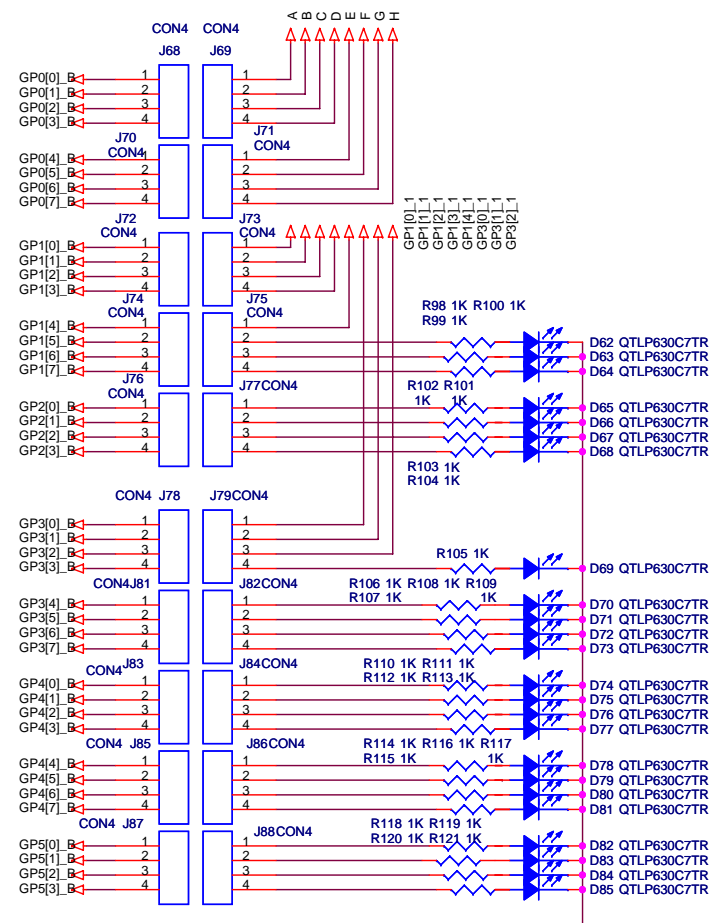 A B C D E F G H
CON4 CON4
J68 J69
GP0[0]_B 1 1
GP0[1]_B 2 2
GP0[2]_B 3 3
GP0[3]_B 4 4
J70 J71
CON4 CON4
GP0[4]_B 1 1
GP0[5]_B 2 2
GP0[6]_B 3 3
GP0[7]_B 4 4
GP1[0]_1 GP1[1]_1 GP1[2]_1 GP1[3]_1 GP1[4]_1 GP3[0]_1 GP3[1]_1 GP3[2]_1
J72 J73
CON4 CON4
GP1[0]_B 1 1
GP1[1]_B 2 2
GP1[2]_B 3 3
GP1[3]_B 4 4
J74 J75
CON4 CON4
R98 1K R100 1K
R99 1K
GP1[4]_B 1 1
GP1[5]_B 2 2 D62 QTLP630C7TR
GP1[6]_B 3 3 D63 QTLP630C7TR
GP1[7]_B 4 4 D64 QTLP630C7TR
J76 J77CON4
CON4
R102 R101
1K 1K
GP2[0]_B 1 1 D65 QTLP630C7TR
GP2[1]_B 2 2 D66 QTLP630C7TR
GP2[2]_B 3 3 D67 QTLP630C7TR
GP2[3]_B 4 4 D68 QTLP630C7TR
R103 1K
R104 1K
CON4 J78 J79CON4
GP3[0]_B 1 1
GP3[1]_B 2 2
GP3[2]_B 3 3
R105 1K
GP3[3]_B 4 4 D69 QTLP630C7TR
CON4J81 J82CON4
R106 1K R108 1K R109
R107 1K 1K
GP3[4]_B 1 1 D70 QTLP630C7TR
GP3[5]_B 2 2 D71 QTLP630C7TR
GP3[6]_B 3 3 D72 QTLP630C7TR
GP3[7]_B 4 4 D73 QTLP630C7TR
CON4J83 J84CON4
R110 1K R111 1K
R112 1K R113 1K
GP4[0]_B 1 1 D74 QTLP630C7TR
GP4[1]_B 2 2 D75 QTLP630C7TR
GP4[2]_B 3 3 D76 QTLP630C7TR
GP4[3]_B 4 4 D77 QTLP630C7TR
CON4 J85 J86CON4
R114 1K R116 1K R117
R115 1K 1K
GP4[4]_B 1 1 D78 QTLP630C7TR
GP4[5]_B 2 2 D79 QTLP630C7TR
GP4[6]_B 3 3 D80 QTLP630C7TR
GP4[7]_B 4 4 D81 QTLP630C7TR
CON4 J87 J88CON4
R118 1K R119 1K
R120 1K R121 1K
GP5[0]_B 1 1 D82 QTLP630C7TR
GP5[1]_B 2 2 D83 QTLP630C7TR
GP5[2]_B 3 3 D84 QTLP630C7TR
GP5[3]_B 4 4 D85 QTLP630C7TR